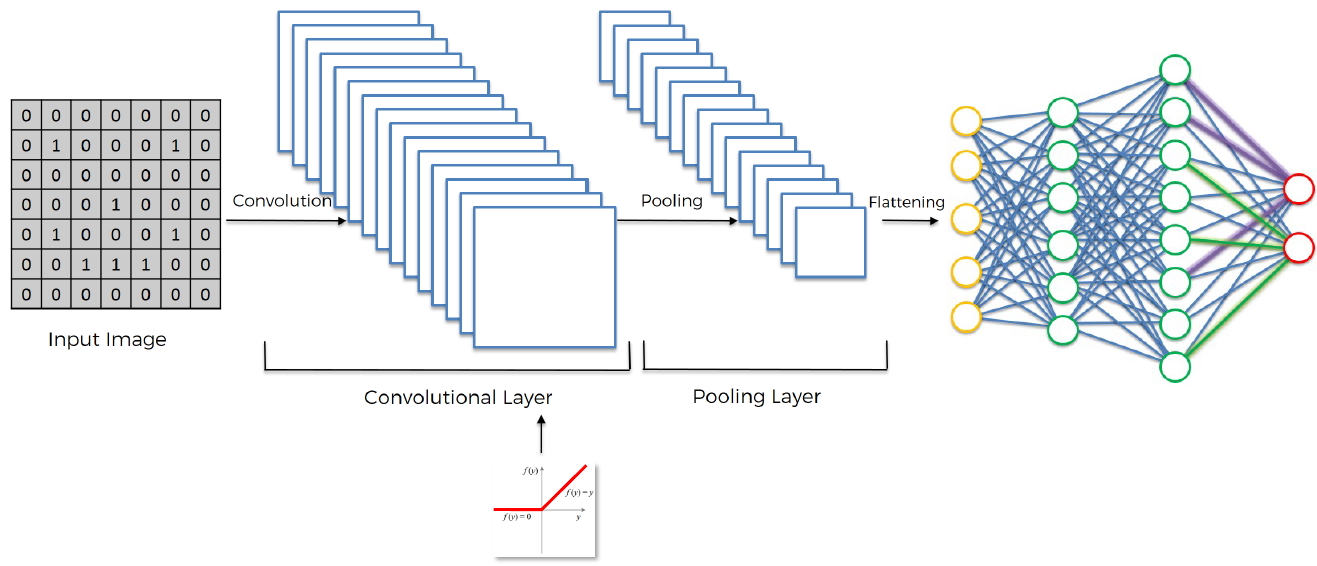 0 0 0 0 0 0 0
0 1 0 0 0 1 0
0 0 0 0 0 0 0
0 0 0 1 0 0 0
0 1 0 0 0 1 0
0 0 1 1 1 0 0
0 0 0 0 0 0 0
Input Image
Convolution
Pooling
Flattening
Convolutional Layer
Pooling Layer
f(y)
f(y) = y
f(y) = 0
y